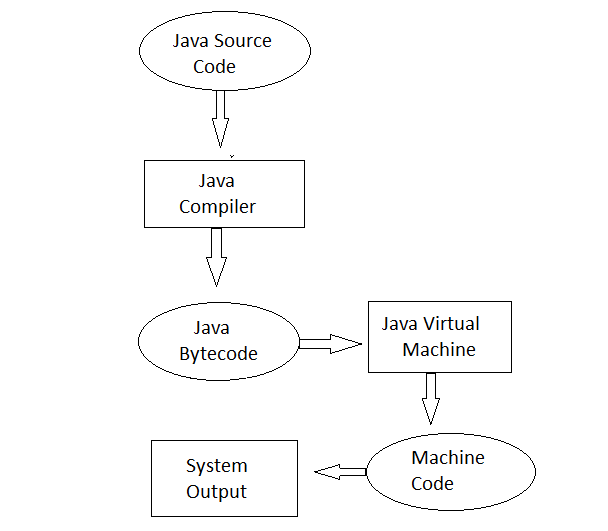 Java Source
Code
Java
Compiler
Java
Bytecode
Java Virtual
Machine
Machine
Code
System
Output